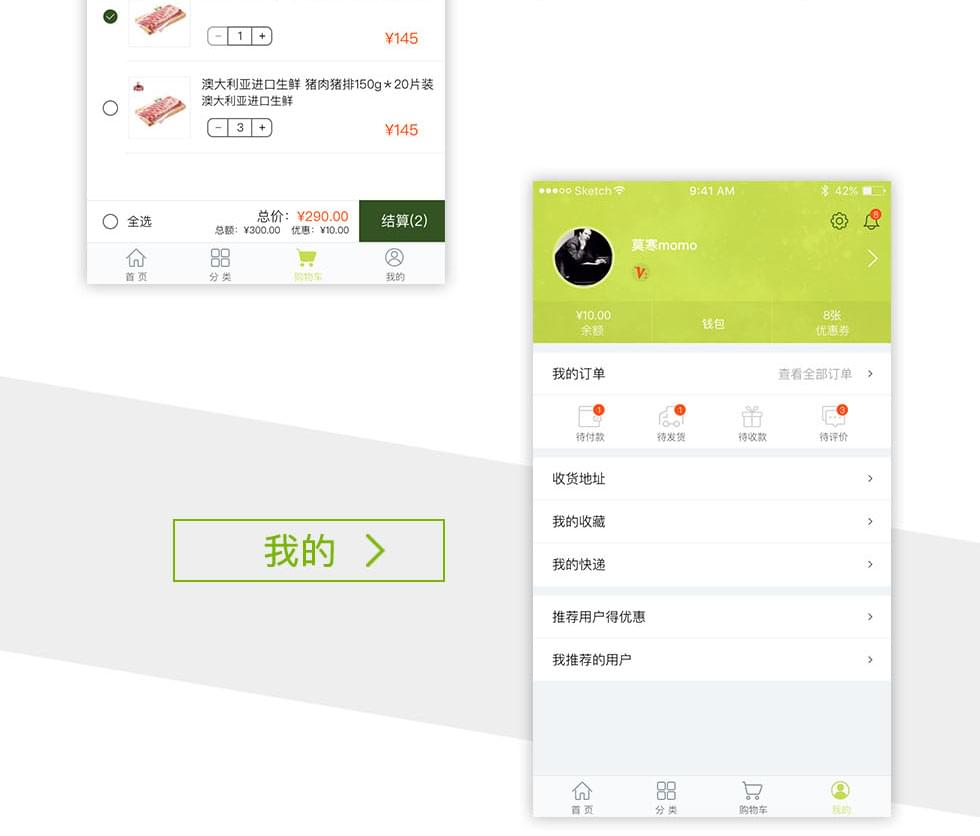 − 1 +
¥145
澳大利亚进口生鲜 猪肉猪排150g*20片装
澳大利亚进口生鲜
− 3 +
¥145
全选
总价：¥290.00
总额：¥300.00 优惠：¥10.00
结算(2)
首页
分类
购物车
我的
我的
Sketch
9:41 AM
42%
8
莫寒momo
V
¥10.00
余额
钱包
8张
优惠券
我的订单
查看全部订单
1
1
3
待付款
待发货
待收款
待评价
收货地址
我的收藏
我的快递
推荐用户得优惠
我推荐的用户
首页
分类
购物车
我的